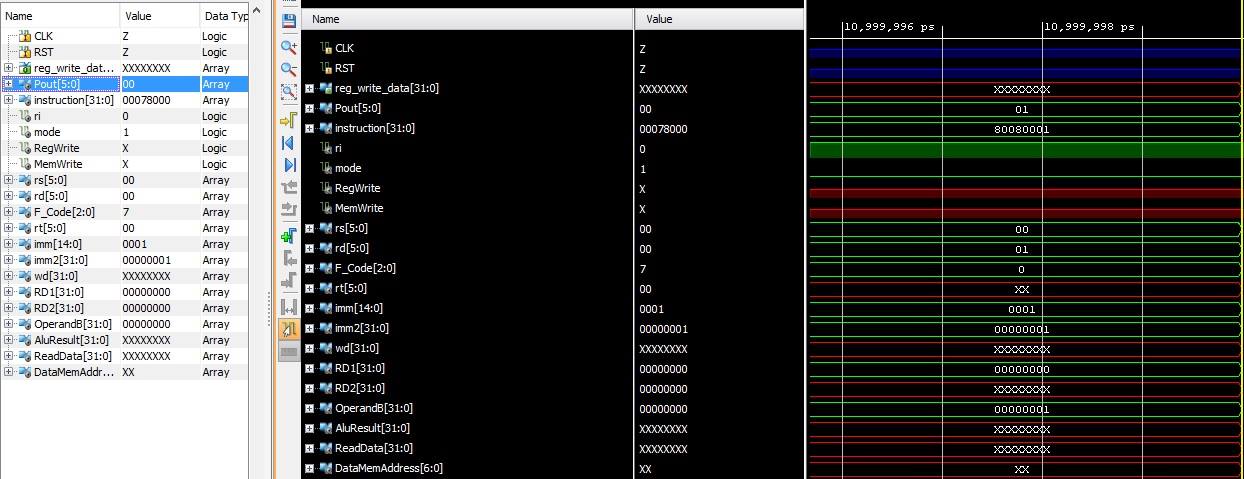 Name Value Data Typ
CLK Z Logic
RST Z Logic
reg_write_dat... XXXXXXXX Array
Pout[5:0] 00 Array
instruction[31:0] 00078000 Array
ri 0 Logic
mode 1 Logic
RegWrite X Logic
MemWrite X Logic
rs[5:0] 00 Array
rd[5:0] 00 Array
F_Code[2:0] 7 Array
rt[5:0] 00 Array
imm[14:0] 0001 Array
imm2[31:0] 00000001 Array
wd[31:0] XXXXXXXX Array
RD1[31:0] 00000000 Array
RD2[31:0] 00000000 Array
OperandB[31:0] 00000000 Array
AluResult[31:0] XXXXXXXX Array
ReadData[31:0] XXXXXXXX Array
DataMemAddr... XX Array
Name Value
10,999,996 ps 10,999,998 ps
CLK Z
RST Z
reg_write_data[31:0] XXXXXXXX XXXXXXXX
Pout[5:0] 00 01
instruction[31:0] 00078000 80080001
ri 0
mode 1
RegWrite X
MemWrite X
rs[5:0] 00 00
rd[5:0] 00 01
F_Code[2:0] 7 0
rt[5:0] 00 XX
imm[14:0] 0001 0001
imm2[31:0] 00000001 00000001
wd[31:0] XXXXXXXX XXXXXXXX
RD1[31:0] 00000000 00000000
RD2[31:0] 00000000 XXXXXXXX
OperandB[31:0] 00000000 00000001
AluResult[31:0] XXXXXXXX XXXXXXXX
ReadData[31:0] XXXXXXXX XXXXXXXX
DataMemAddress[6:0] XX XX